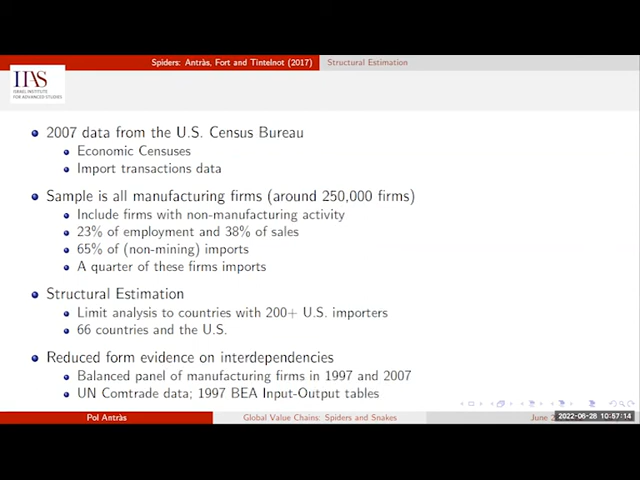 Spiders: Antràs, Fort and Tintelnot (2017) Structural Estimation
IIAS
ISRAEL INSTITUTE
FOR ADVANCED STUDIES
2007 data from the U.S. Census Bureau
Economic Censuses
Import transactions data
Sample is all manufacturing firms (around 250,000 firms)
Include firms with non-manufacturing activity
23% of employment and 38% of sales
65% of (non-mining) imports
A quarter of these firms imports
Structural Estimation
Limit analysis to countries with 200+ U.S. importers
66 countries and the U.S.
Reduced form evidence on interdependencies
Balanced panel of manufacturing firms in 1997 and 2007
UN Comtrade data; 1997 BEA Input-Output tables
Pol Antràs Global Value Chains: Spiders and Snakes June 2
2022-06-28 10:57:14